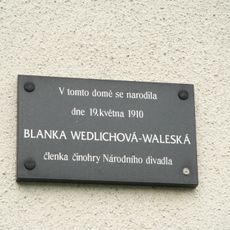 V tomto domě se narodila
dne 19.května 1910
BLANKA WEDLICHOVÁ-WALESKÁ
členka činohry Národního divadla